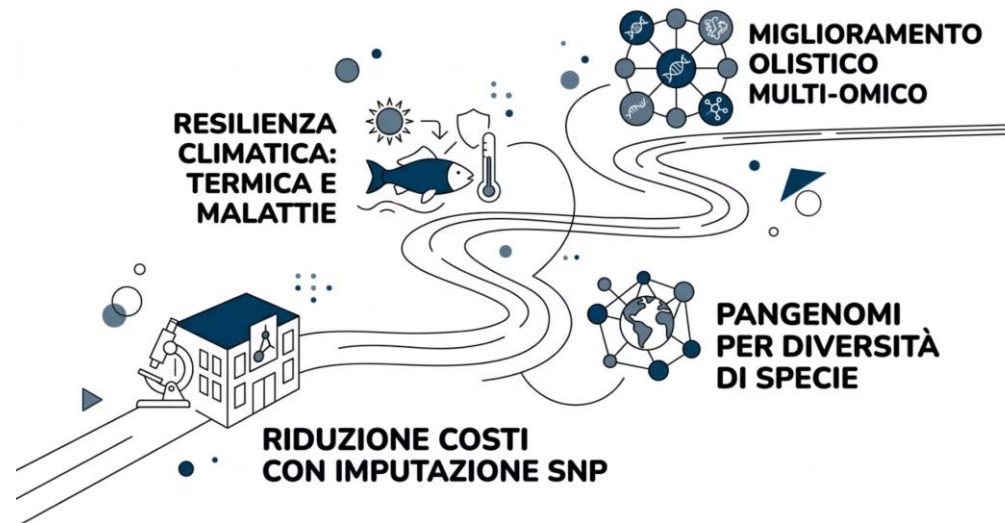 MIGLIORAMENTO
OLISTICO
MULTI-OMICO
RESILIENZA
CLIMATICA:
TERMICA E
MALATTIE
PANGENOMI
PER DIVERSITÀ
DI SPECIE
RIDUZIONE COSTI
CON IMPUTAZIONE SNP